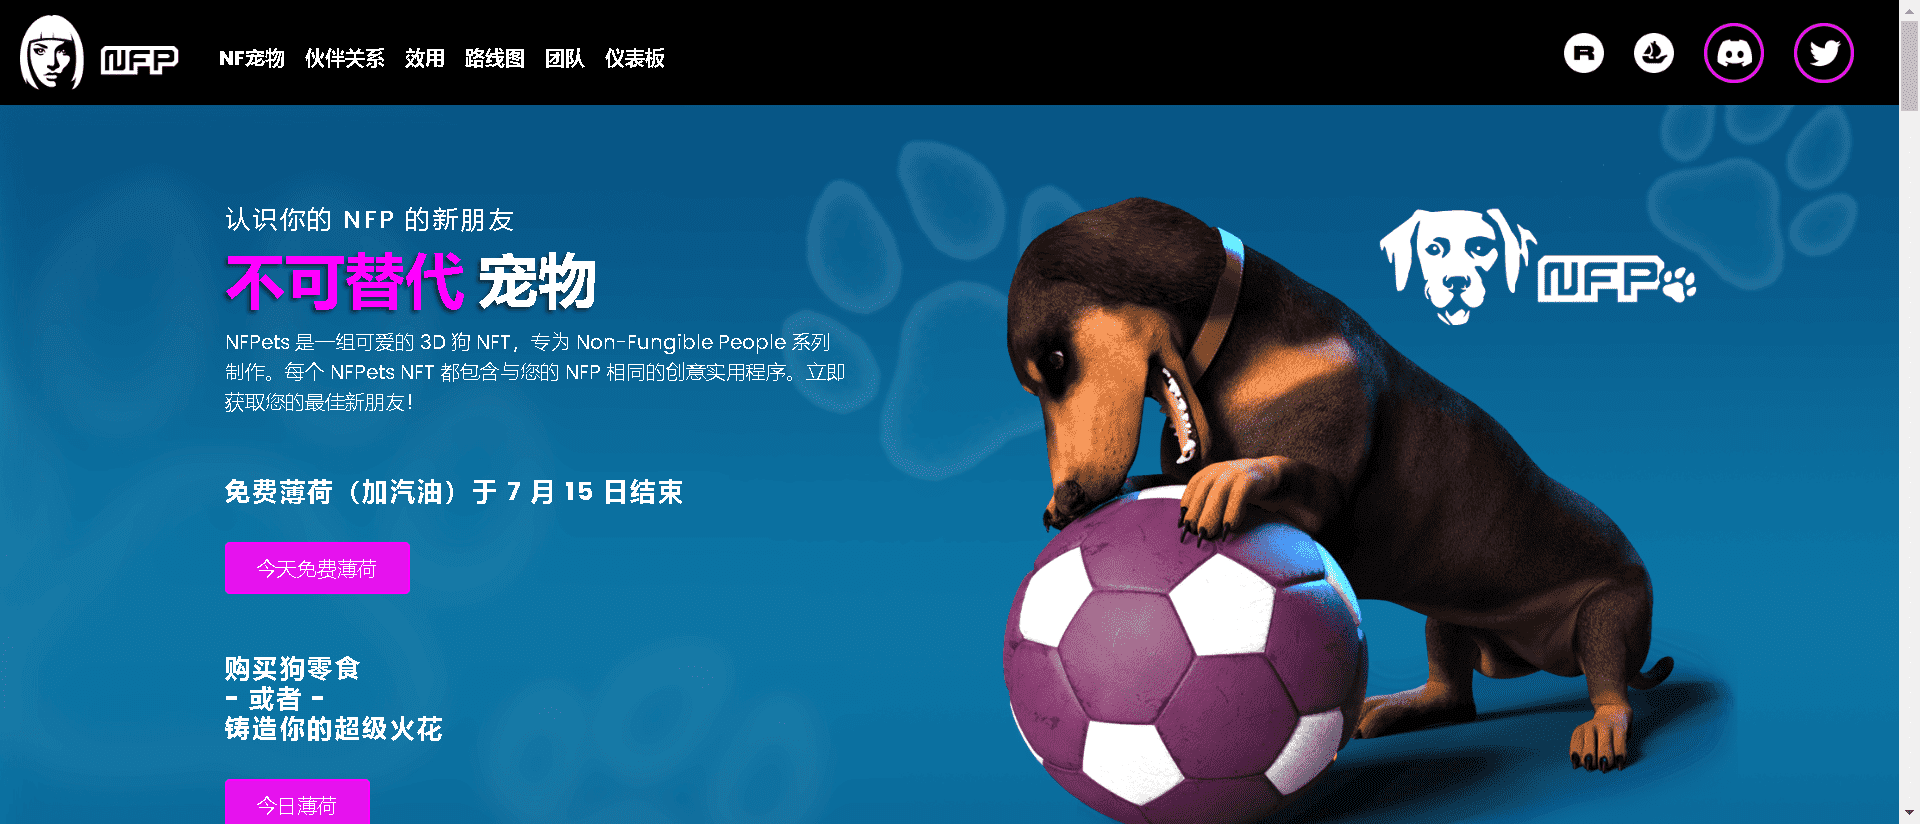 NFP
NF宠物 伙伴关系 效用 路线图 团队 仪表板
认识你的 NFP 的新朋友
不可替代 宠物
NFPets 是一组可爱的 3D 狗 NFT，专为 Non-Fungible People 系列
制作。每个 NFPets NFT 都包含与您的 NFP 相同的创意实用程序。立即
获取您的最佳新朋友！
免费薄荷（加汽油）于 7 月 15 日结束
今天免费薄荷
购买狗零食
- 或者 -
铸造你的超级火花
今日薄荷
R
NFP